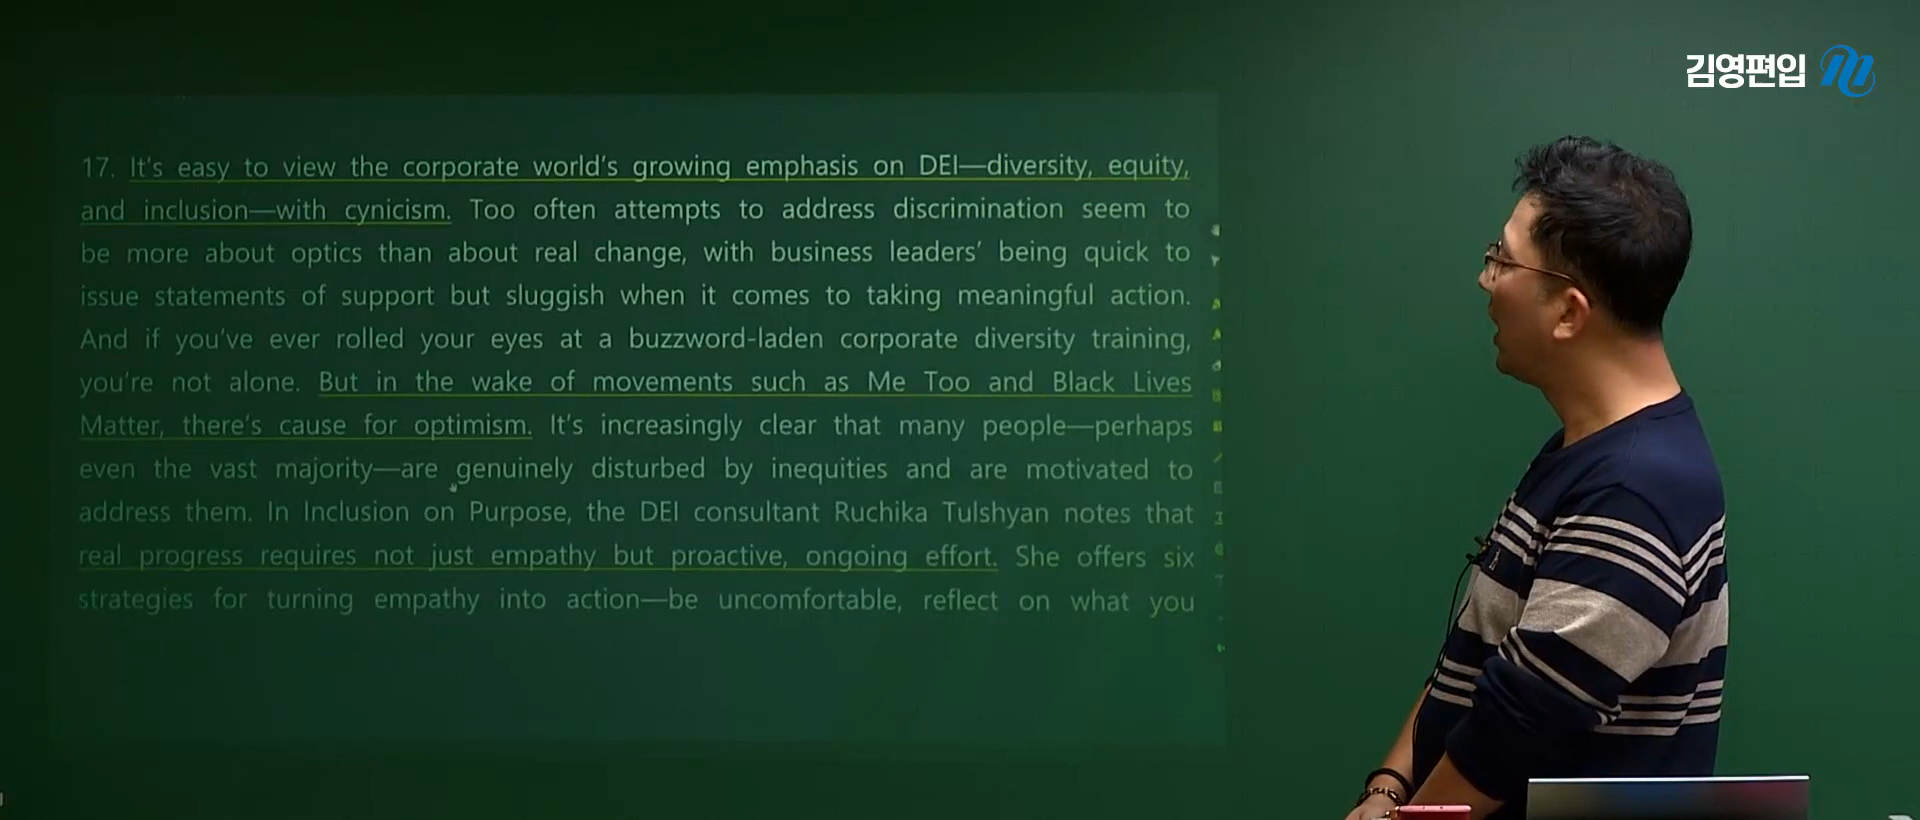 김영편입
17. It's easy to view the corporate world's growing emphasis on DEI—diversity, equity,
and inclusion—with cynicism. Too often attempts to address discrimination seem to
be more about optics than about real change, with business leaders' being quick to
issue statements of support but sluggish when it comes to taking meaningful action.
And if you've ever rolled your eyes at a buzzword-laden corporate diversity training,
you're not alone. But in the wake of movements such as Me Too and Black Lives
Matter, there's cause for optimism. It's increasingly clear that many people—perhaps
even the vast majority—are genuinely disturbed by inequities and are motivated to
address them. In Inclusion on Purpose, the DEI consultant Ruchika Tulshyan notes that
real progress requires not just empathy but proactive, ongoing effort. She offers six
strategies for turning empathy into action—be uncomfortable, reflect on what you